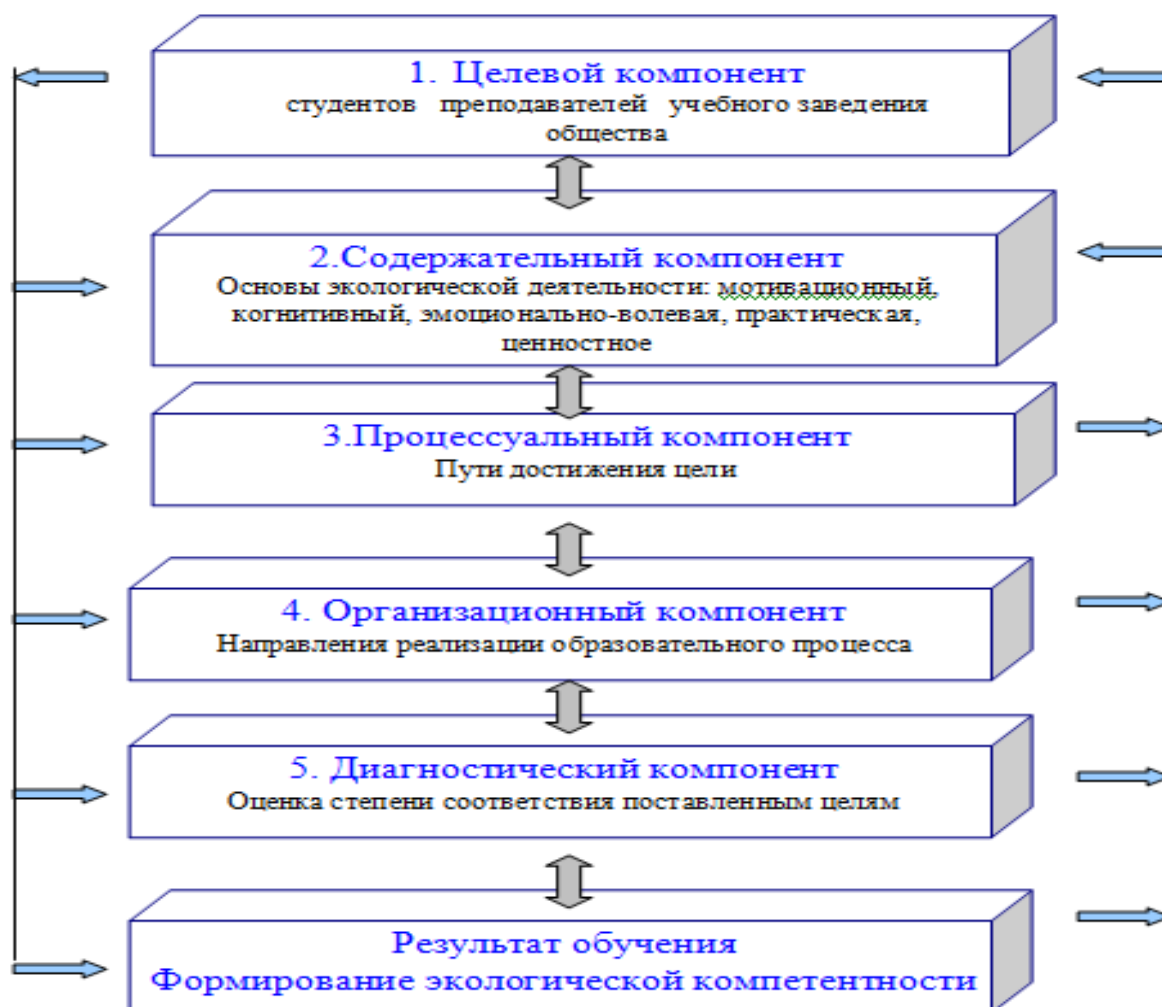 1. Целевой компонент
студентов преподавателей учебного заведения
общества
2.Содержательный компонент
Основы экологической деятельности: мотивационный,
когнитивный, эмоционально-волевая, практическая,
ценностное
3.Процессуальный компонент
Пути достижения цели
4. Организационный компонент
Направления реализации образовательного процесса
5. Диагностический компонент
Оценка степени соответствия поставленным целям
Результат обучения
Формирование экологической компетентности